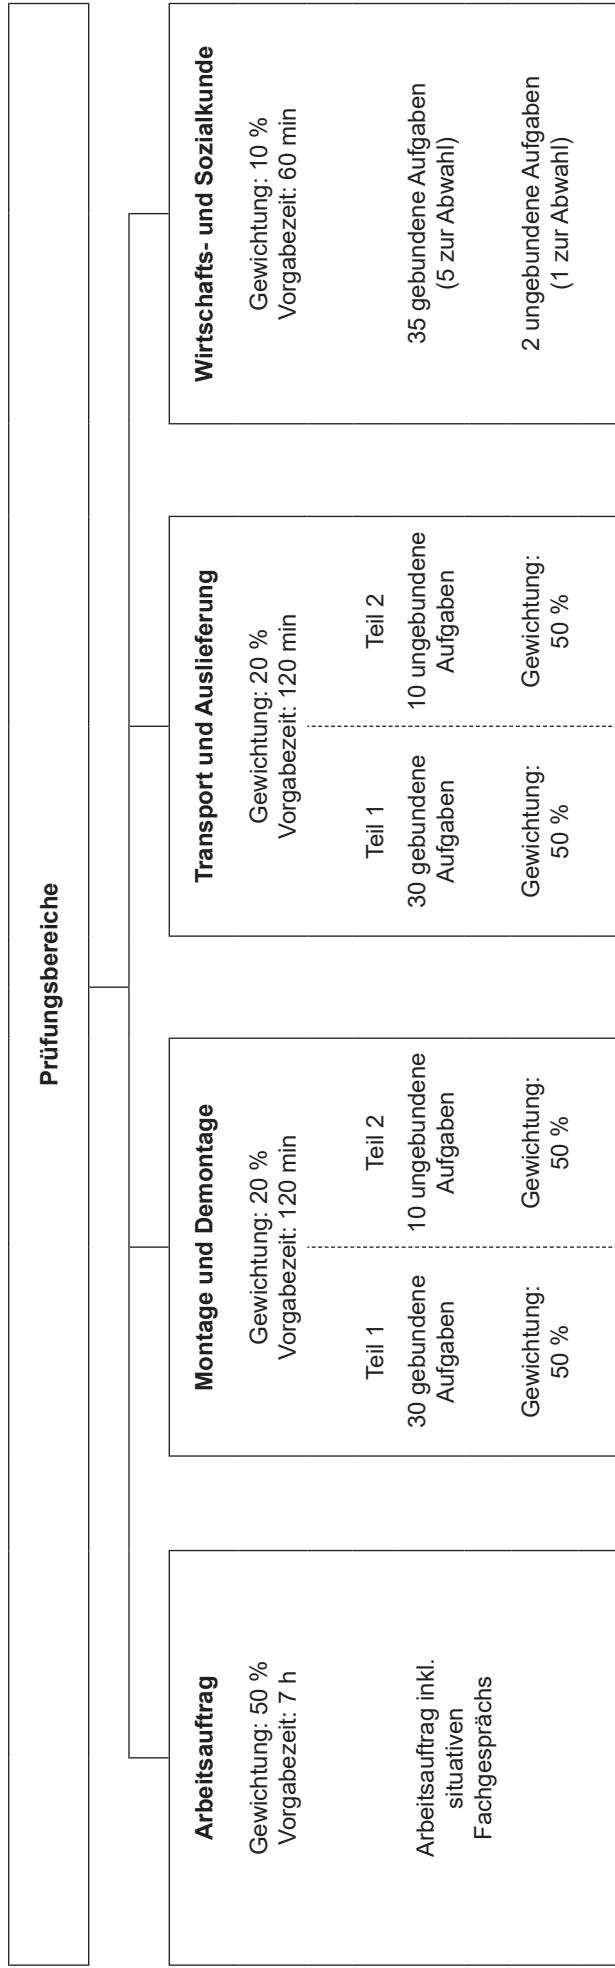 Prüfungsbereiche
Arbeitsauftrag
Gewichtung: 50 %
Vorgabezeit: 7 h
Arbeitsauftrag inkl.
situativen
Fachgesprächs
Montage und Demontage
Gewichtung: 20 %
Vorgabezeit: 120 min
Teil 1
30 gebundene
Aufgaben
Gewichtung:
50 %
Teil 2
10 ungebundene
Aufgaben
Gewichtung:
50 %
Transport und Auslieferung
Gewichtung: 20 %
Vorgabezeit: 120 min
Teil 1
30 gebundene
Aufgaben
Gewichtung:
50 %
Teil 2
10 ungebundene
Aufgaben
Gewichtung:
50 %
Wirtschafts- und Sozialkunde
Gewichtung: 10 %
Vorgabezeit: 60 min
35 gebundene Aufgaben
(5 zur Abwahl)
2 ungebundene Aufgaben
(1 zur Abwahl)